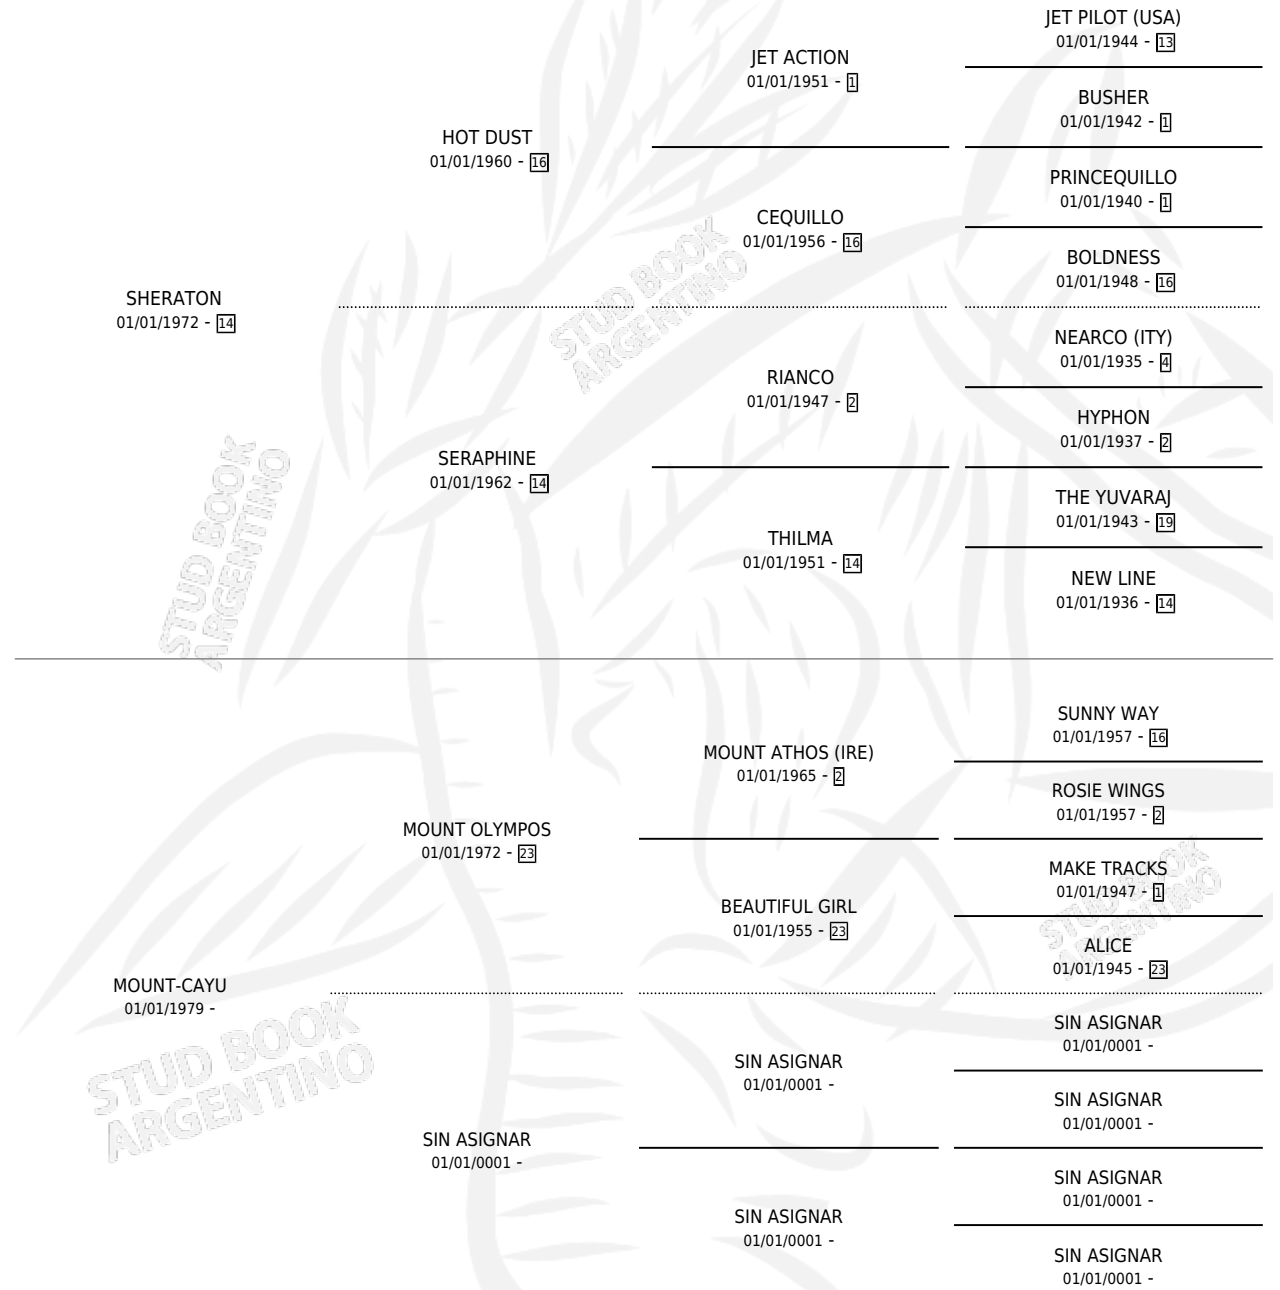 JET PILOT (USA)
01/01/1944 - 13
JET ACTION
01/01/1951 - 1
BUSHER
01/01/1942 - 1
HOT DUST
01/01/1960 - 16
PRINCEQUILLO
01/01/1940 - 1
CEQUILLO
01/01/1956 - 16
BOLDNESS
01/01/1948 - 16
SHERATON
01/01/1972 - 14
NEARCO (ITY)
01/01/1935 - 4
RIANCO
01/01/1947 - 2
HYPHON
01/01/1937 - 2
SERAPHINE
01/01/1962 - 14
THE YUVARAJ
01/01/1943 - 19
THILMA
01/01/1951 - 14
NEW LINE
01/01/1936 - 14
SUNNY WAY
01/01/1957 - 16
MOUNT ATHOS (IRE)
01/01/1965 - 2
ROSIE WINGS
01/01/1957 - 2
MOUNT OLYMPOS
01/01/1972 - 23
MAKE TRACKS
01/01/1947 - 1
BEAUTIFUL GIRL
01/01/1955 - 23
ALICE
01/01/1945 - 23
MOUNT-CAYU
01/01/1979 -
SIN ASIGNAR
01/01/0001 -
SIN ASIGNAR
01/01/0001 -
SIN ASIGNAR
01/01/0001 -
SIN ASIGNAR
01/01/0001 -
SIN ASIGNAR
01/01/0001 -
SIN ASIGNAR
01/01/0001 -
SIN ASIGNAR
01/01/0001 -
STUD BOOK
ARGENTINO
STUD BOOK
ARGENTINO
STUD BOOK
ARGENTINO
STUD BOOK
ARGENTINO